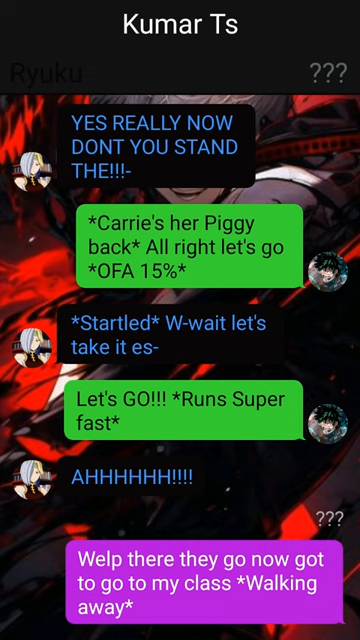 Kumar Ts
Ryuku
???
YES REALLY NOW
DONT YOU STAND
THE!!!-
*Carrie's her Piggy
back* All right let's go
*OFA 15%*
*Startled* W-wait let's
take it es-
Let's GO!!! *Runs Super
fast*
AHHHHHH!!!!
???
Welp there they go now got
to go to my class *Walking
away*